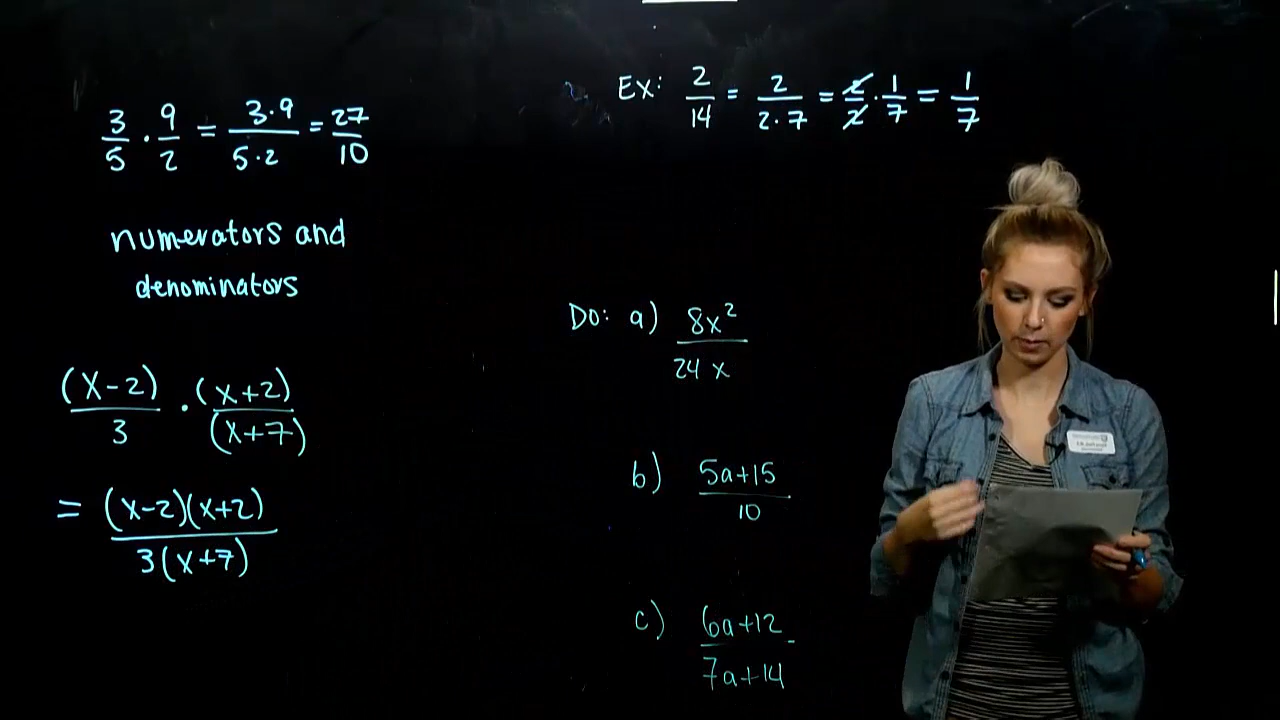 3/5 · 9/2 = 3·9/5·2 = 27/10
numerators and
denominators
(x-2)/3 · (x+2)/(x+7)
= (x-2)(x+2)/3(x+7)
Ex: 2/14 = 2/2·7 = 2/2 · 1/7 = 1/7
Do: a) 8x²/24x
b) 5a+15/10
c) 6a+12/7a+14